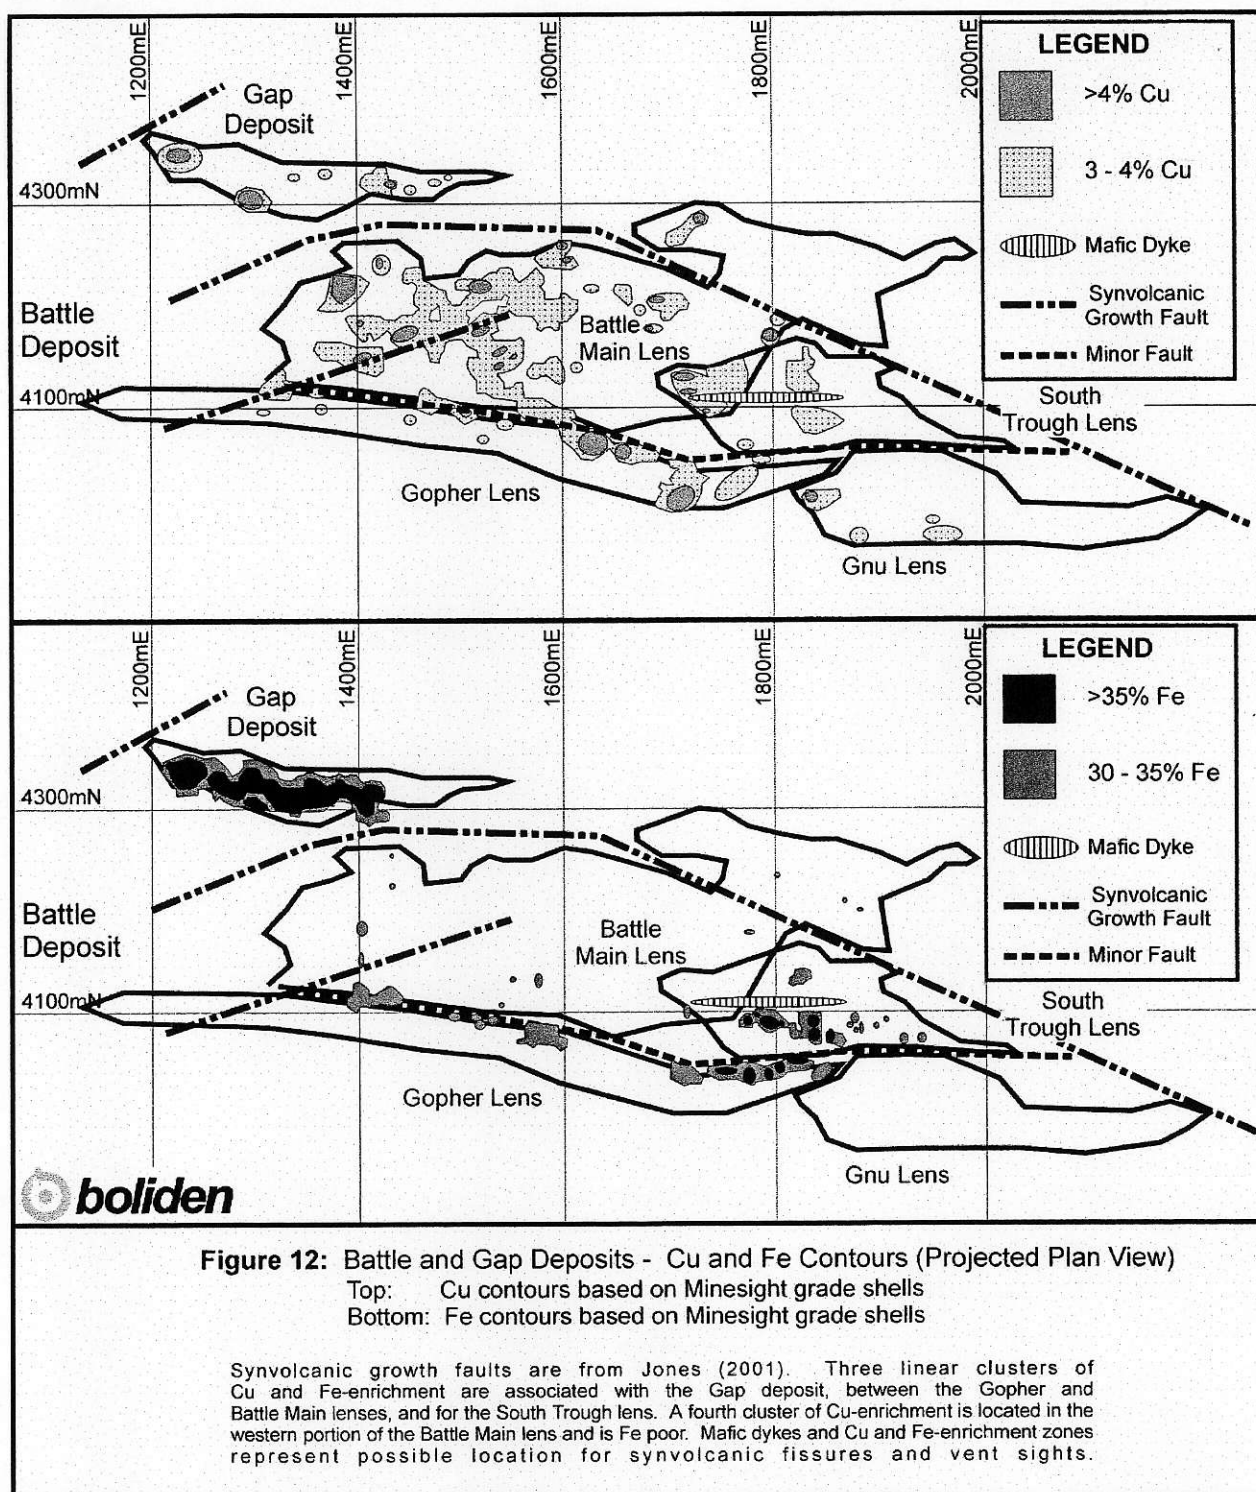 1200mE
1400mE
1600mE
1800mE
2000mE
LEGEND
>4% Cu
3 - 4% Cu
Mafic Dyke
Synvolcanic
Growth Fault
Minor Fault
Gap
Deposit
4300mN
Battle
Deposit
Battle
Main Lens
4100mN
South
Trough Lens
Gopher Lens
Gnu Lens
1200mE
1400mE
1600mE
1800mE
2000mE
LEGEND
>35% Fe
30 - 35% Fe
Mafic Dyke
Synvolcanic
Growth Fault
Minor Fault
Gap
Deposit
4300mN
Battle
Deposit
Battle
Main Lens
4100mN
South
Trough Lens
Gopher Lens
Gnu Lens
boliden
Figure 12: Battle and Gap Deposits - Cu and Fe Contours (Projected Plan View)
Top: Cu contours based on Minesight grade shells
Bottom: Fe contours based on Minesight grade shells
Synvolcanic growth faults are from Jones (2001). Three linear clusters of
Cu and Fe-enrichment are associated with the Gap deposit, between the Gopher and
Battle Main lenses, and for the South Trough lens. A fourth cluster of Cu-enrichment is located in the
western portion of the Battle Main lens and is Fe poor. Mafic dykes and Cu and Fe-enrichment zones
represent possible location for synvolcanic fissures and vent sights.